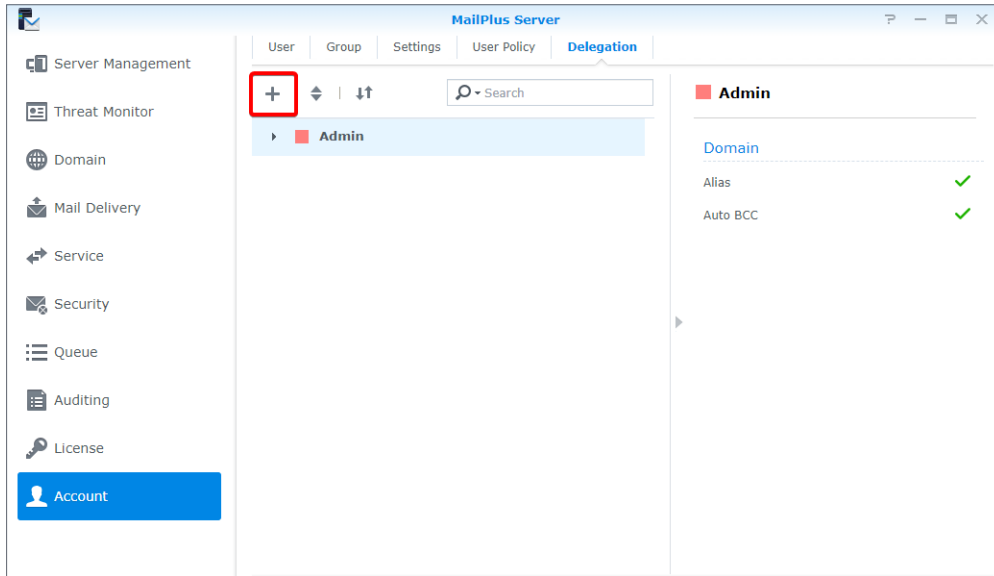 MailPlus Server
User Group Settings User Policy Delegation
Server Management
Threat Monitor
Domain
Mail Delivery
Service
Security
Queue
Auditing
License
Account
Search
Admin
Admin
Domain
Alias
Auto BCC